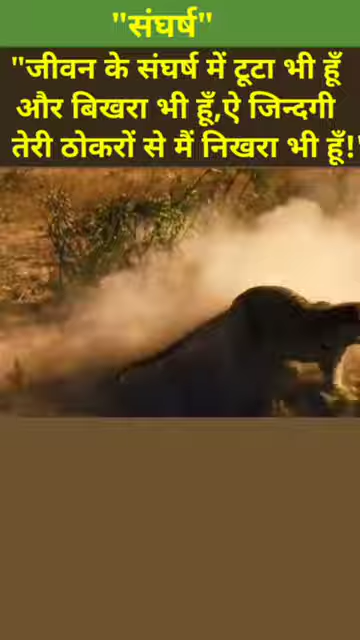 "संघर्ष"
"जीवन के संघर्ष में टूटा भी हूँ
और बिखरा भी हूँ,ऐ जिन्दगी
तेरी ठोकरों से मैं निखरा भी हूँ!"